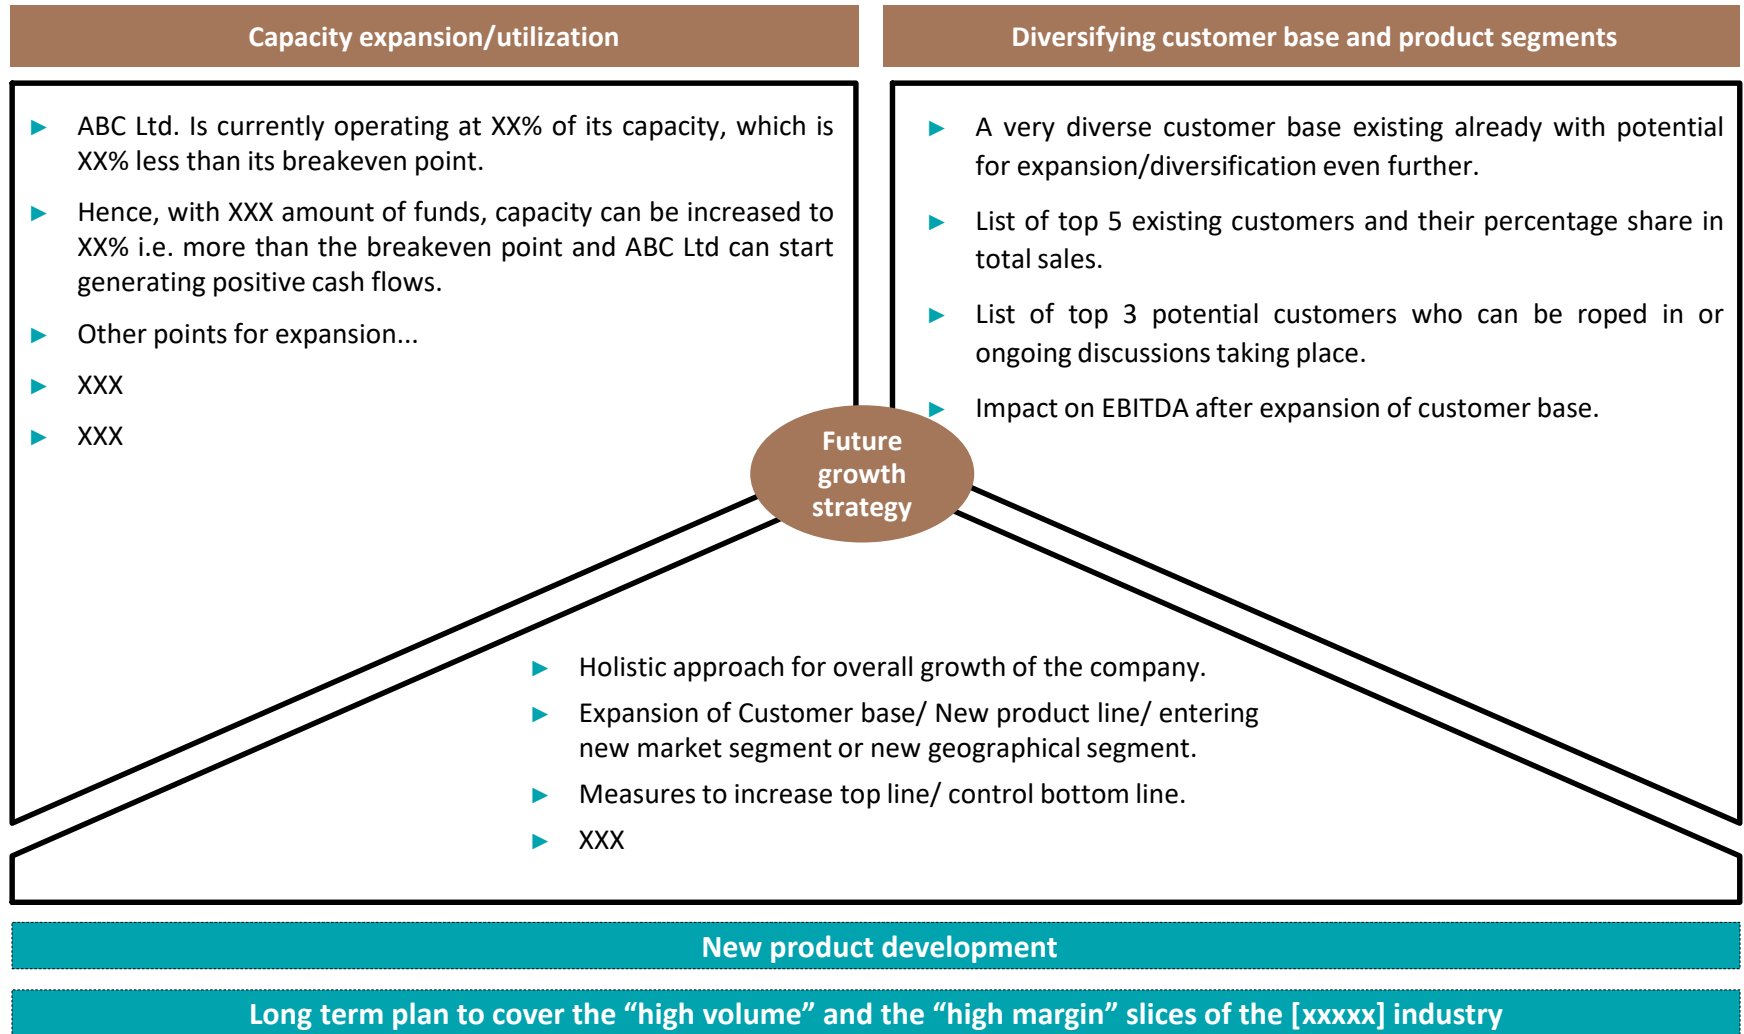 Capacity expansion/utilization
► ABC Ltd. Is currently operating at XX% of its capacity, which is
XX% less than its breakeven point.
► Hence, with XXX amount of funds, capacity can be increased to
XX% i.e. more than the breakeven point and ABC Ltd can start
generating positive cash flows.
► Other points for expansion...
► XXX
► XXX
Diversifying customer base and product segments
► A very diverse customer base existing already with potential
for expansion/diversification even further.
► List of top 5 existing customers and their percentage share in
total sales.
► List of top 3 potential customers who can be roped in or
ongoing discussions taking place.
► Impact on EBITDA after expansion of customer base.
Future
growth
strategy
► Holistic approach for overall growth of the company.
► Expansion of Customer base/ New product line/ entering
new market segment or new geographical segment.
► Measures to increase top line/ control bottom line.
► XXX
New product development
Long term plan to cover the “high volume” and the “high margin” slices of the [xxxxx] industry